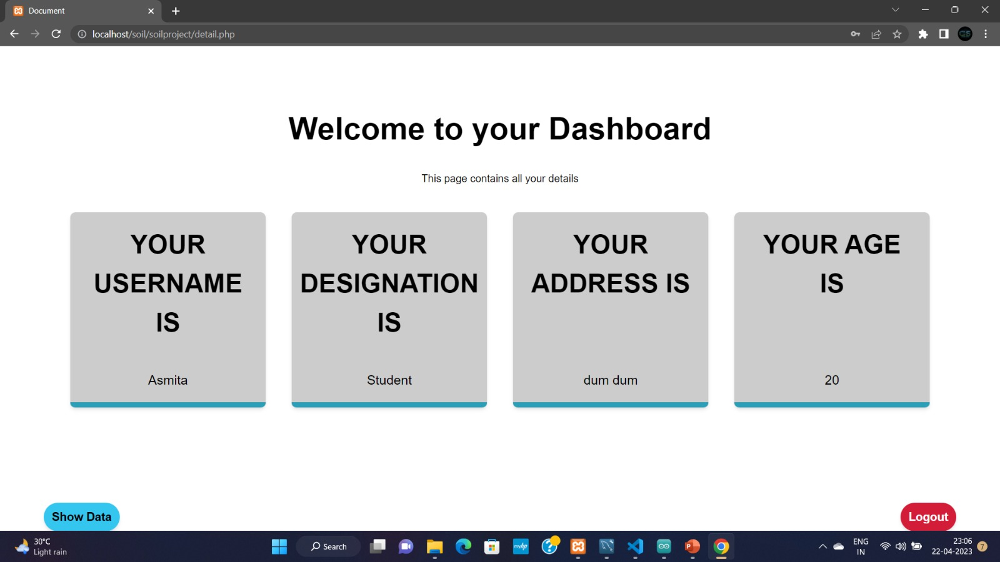 Document
localhost/soil/soilproject/detail.php
CS
Welcome to your Dashboard
This page contains all your details
YOUR
USERNAME
IS
Asmita
YOUR
DESIGNATION
IS
Student
YOUR
ADDRESS IS
dum dum
YOUR AGE
IS
20
Show Data
Logout
30°C
Light rain
Search
myhp
ENG
IN
23:06
22-04-2023
7